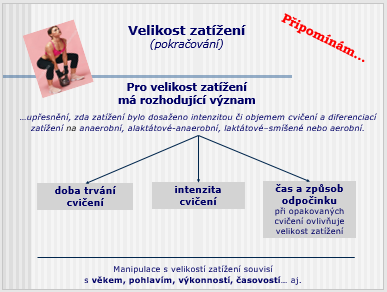 Velikost zatížení
(pokračování)
Připomínám...
Pro velikost zatížení
má rozhodující význam
...upřesnění, zda zatížení bylo dosaženo intenzitou či objemem cvičení a diferenciací
zatížení na anaerobní, alaktátové-anaerobní, laktátové–smíšené nebo aerobní.
doba trvání
cvičení
intenzita
cvičení
čas a způsob
odpočinku
při opakovaných
cvičení ovlivňuje
velikost zatížení
Manipulace s velikostí zatížení souvisí
s věkem, pohlavím, výkonností, časovostí... aj.